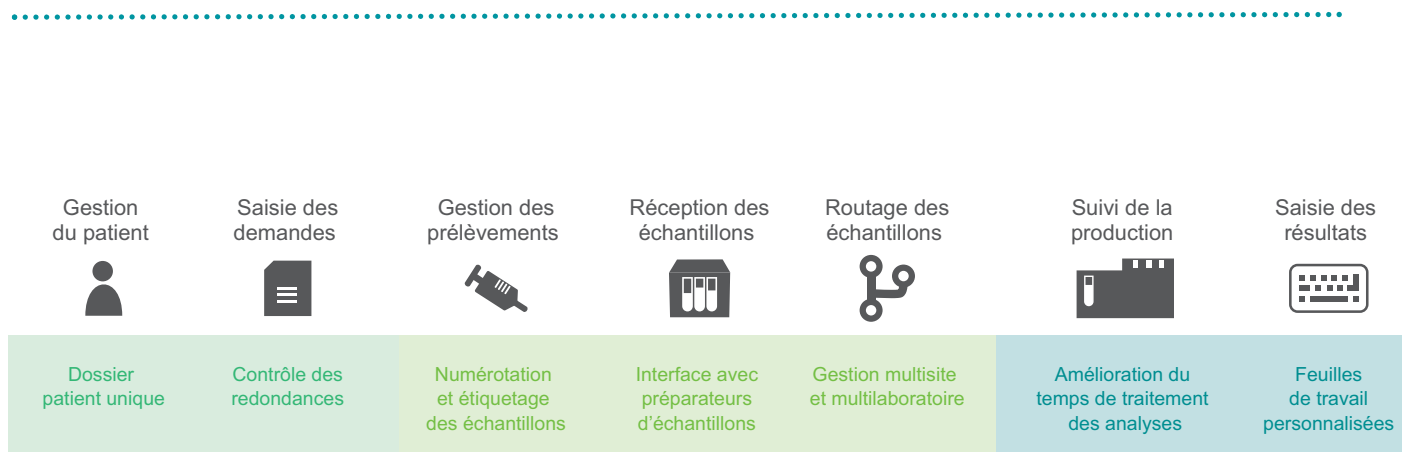 Gestion
du patient
Saisie des
demandes
Gestion des
prélèvements
Réception des
échantillons
Routage des
échantillons
Suivi de la
production
Saisie des
résultats
Dossier
patient unique
Contrôle des
redondances
Numérotation
et étiquetage
des échantillons
Interface avec
préparateurs
d’échantillons
Gestion multisite
et multilaboratoire
Amélioration du
temps de traitement
des analyses
Feuilles
de travail
personnalisées